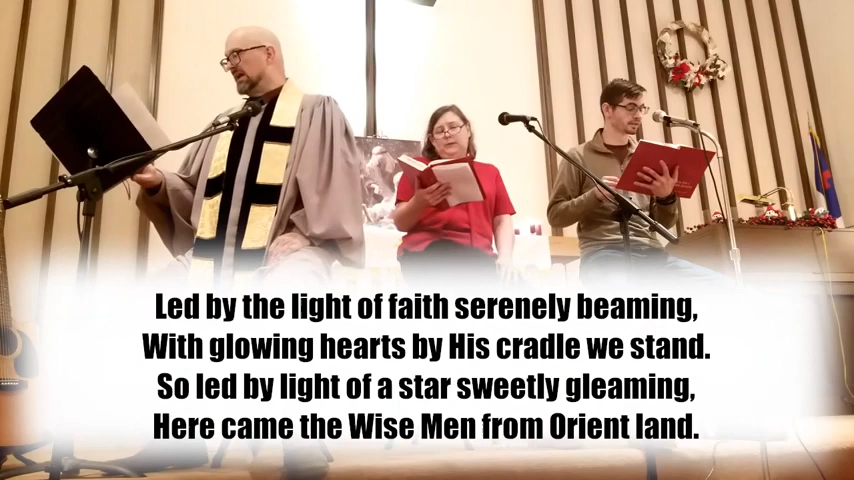 Led by the light of faith serenely beaming,
With glowing hearts by His cradle we stand.
So led by light of a star sweetly gleaming,
Here came the Wise Men from Orient land.